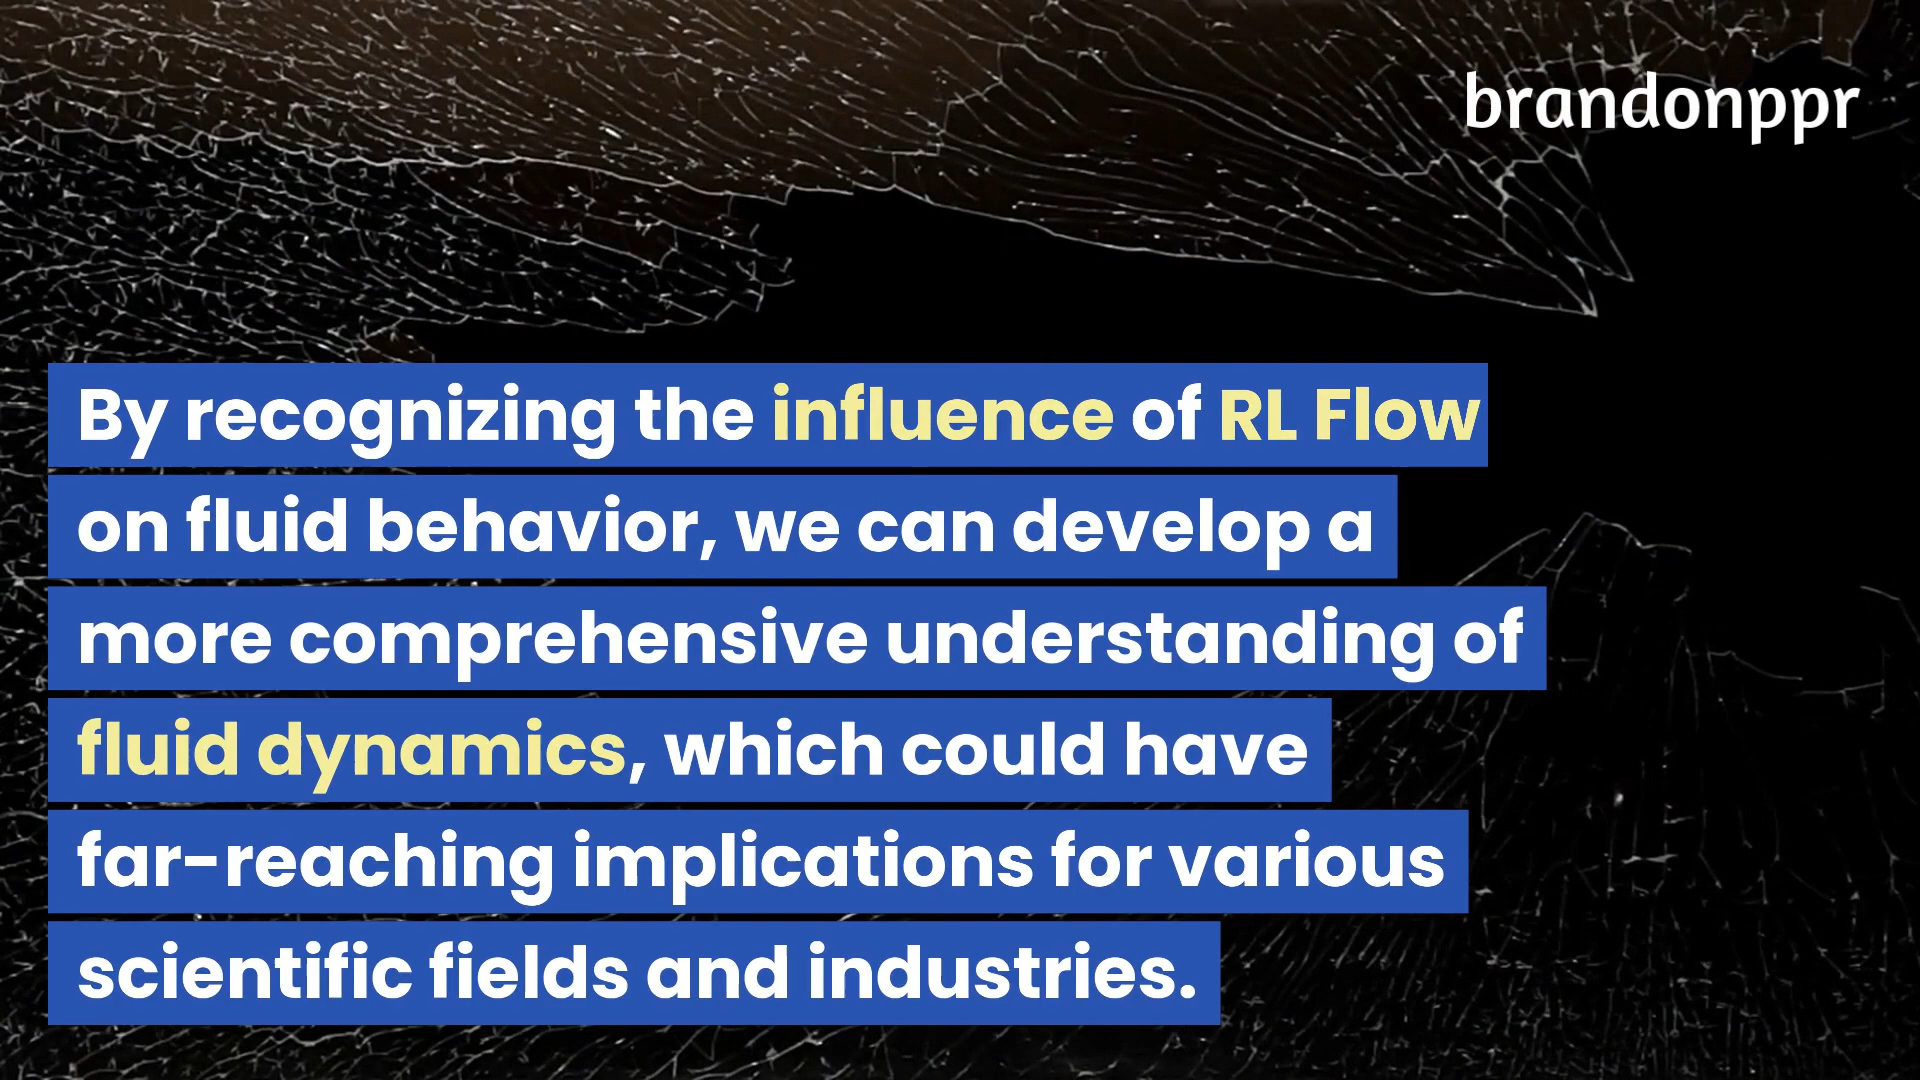 brandonppr
By recognizing the influence of RL Flow
on fluid behavior, we can develop a
more comprehensive understanding of
fluid dynamics, which could have
far-reaching implications for various
scientific fields and industries.